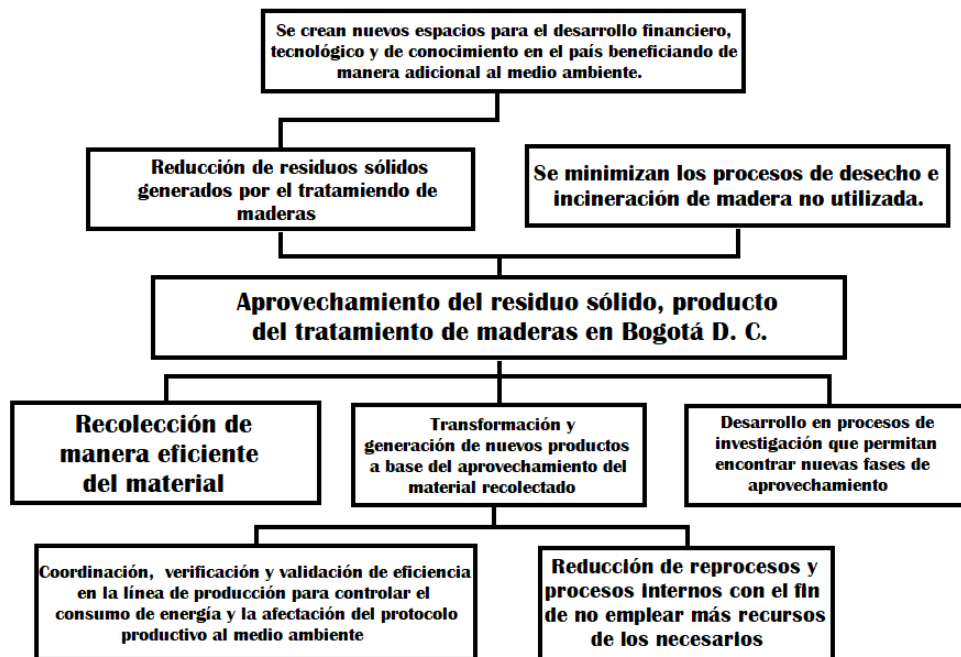 Se crean nuevos espacios para el desarrollo financiero,
tecnológico y de conocimiento en el país beneficiando de
manera adicional al medio ambiente.
Reducción de residuos sólidos
generados por el tratamiendo de
maderas
Se minimizan los procesos de desecho e
incineración de madera no utilizada.
Aprovechamiento del residuo sólido, producto
del tratamiento de maderas en Bogotá D. C.
Recolección de
manera eficiente
del material
Transformación y
generación de nuevos productos
a base del aprovechamiento del
material recolectado
Desarrollo en procesos de
investigación que permitan
encontrar nuevas fases de
aprovechamiento
Coordinación, verificación y validación de eficiencia
en la línea de producción para controlar el
consumo de energía y la afectación del protocolo
productivo al medio ambiente
Reducción de reprocesos y
procesos internos con el fin
de no emplear más recursos
de los necesarios